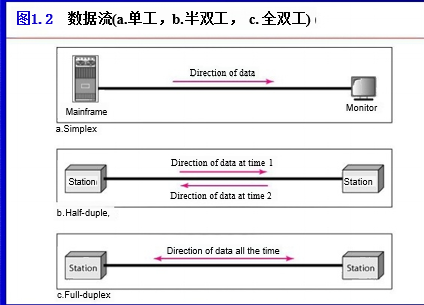 图1.2 数据流(a.单工，b.半双工， c.全双工) (
Direction of data
Mainframe
Monitor
a.Simplex
Direction of data at time 1
Station
Station
Direction of data at time 2
b.Half-duple,
Direction of data all the time
Station
Station
c.Full-duplex